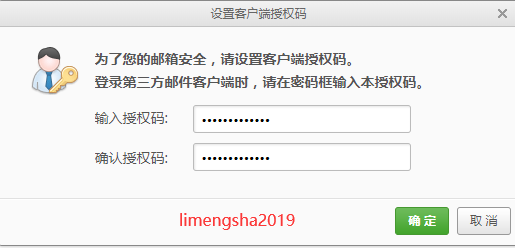 设置客户端授权码
为了您的邮箱安全，请设置客户端授权码。
登录第三方邮件客户端时，请在密码框输入本授权码。
输入授权码: •••••••••••••
确认授权码: •••••••••••••
limengsha2019
确 定 取 消